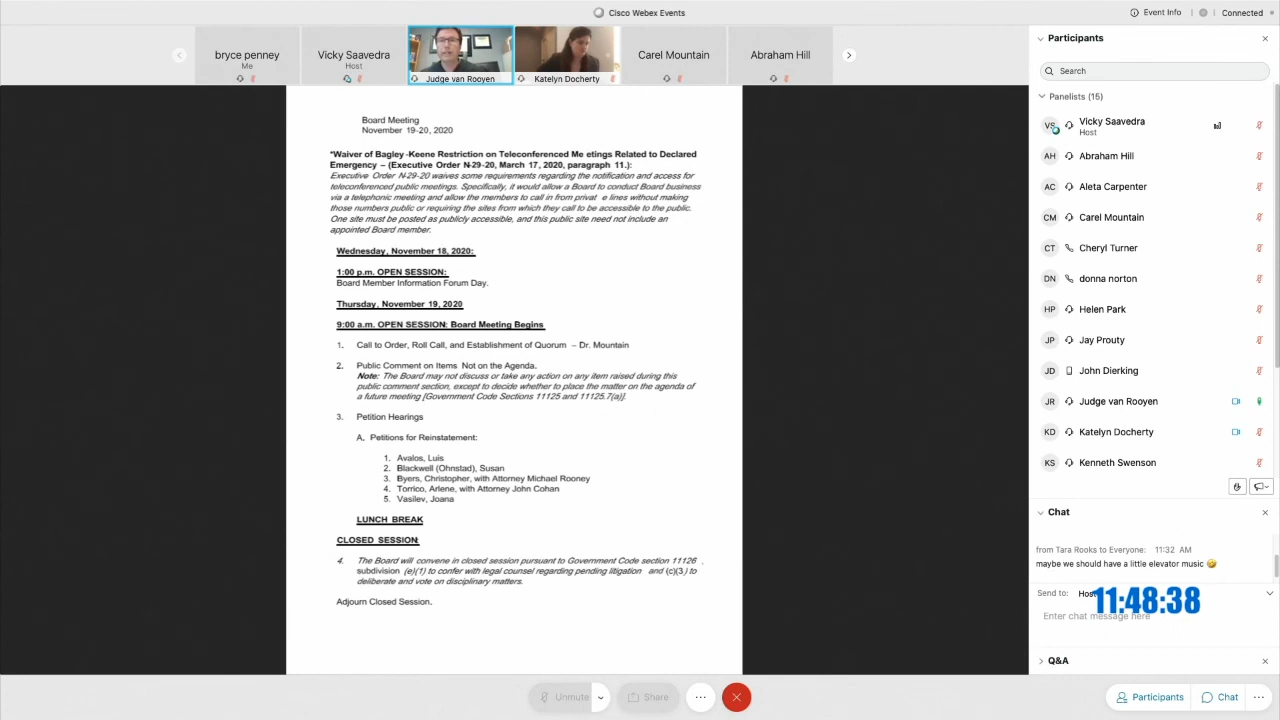 Cisco Webex Events
Event Info
Connected
bryce penney
Me
Vicky Saavedra
Host
Judge van Rooyen
Katelyn Docherty
Carel Mountain
Abraham Hill
Board Meeting
November 19-20, 2020
*Waiver of Bagley -Keene Restriction on Teleconferenced Me etings Related to Declared
Emergency – (Executive Order N-29-20, March 17, 2020, paragraph 11.):
Executive Order N-29-20 waives some requirements regarding the notification and access for
teleconferenced public meetings. Specifically, it would allow a Board to conduct Board business
via a telephonic meeting and allow the members to call in from privat e lines without making
those numbers public or requiring the sites from which they call to be accessible to the public.
One site must be posted as publicly accessible, and this public site need not include an
appointed Board member.
Wednesday, November 18, 2020:
1:00 p.m. OPEN SESSION:
Board Member Information Forum Day.
Thursday, November 19, 2020
9:00 a.m. OPEN SESSION: Board Meeting Begins
1. Call to Order, Roll Call, and Establishment of Quorum – Dr. Mountain
2. Public Comment on Items Not on the Agenda.
Note: The Board may not discuss or take any action on any item raised during this
public comment section, except to decide whether to place the matter on the agenda of
a future meeting [Government Code Sections 11125 and 11125.7(a)].
3. Petition Hearings
A. Petitions for Reinstatement:
1. Avalos, Luis
2. Blackwell (Ohnstad), Susan
3. Byers, Christopher, with Attorney Michael Rooney
4. Torrico, Arlene, with Attorney John Cohan
5. Vasilev, Joana
LUNCH BREAK
CLOSED SESSION:
4. The Board will convene in closed session pursuant to Government Code section 11126 ,
subdivision (e)(1) to confer with legal counsel regarding pending litigation and (c)(3) to
deliberate and vote on disciplinary matters.
Adjourn Closed Session.
Participants
Search
Panelists (15)
VS Vicky Saavedra
Host
AH Abraham Hill
AC Aleta Carpenter
CM Carel Mountain
CT Cheryl Turner
DN donna norton
HP Helen Park
JP Jay Prouty
JD John Dierking
JR Judge van Rooyen
KD Katelyn Docherty
KS Kenneth Swenson
Chat
from Tara Rooks to Everyone: 11:32 AM
maybe we should have a little elevator music
Send to: Host
11:48:38
Enter chat message here
Q&A
Unmute
Share
Participants
Chat